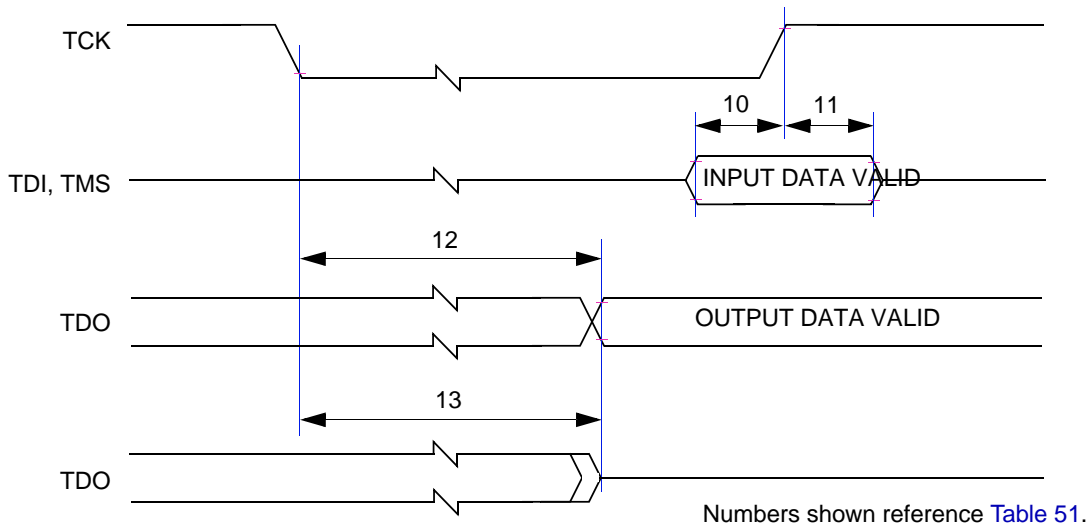 TCK
10 11
TDI, TMS
INPUT DATA VALID
12
TDO
OUTPUT DATA VALID
13
TDO
Numbers shown reference Table 51.